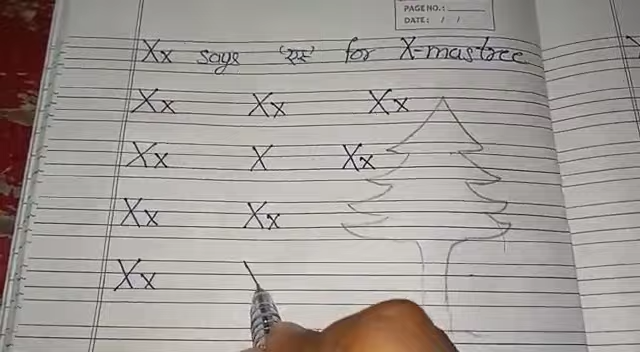 PAGE NO.:
DATE: / /
Xx says 'एक्स' for X-mastree
Xx Xx Xx
Xx X Xx
Xx Xx
Xx \